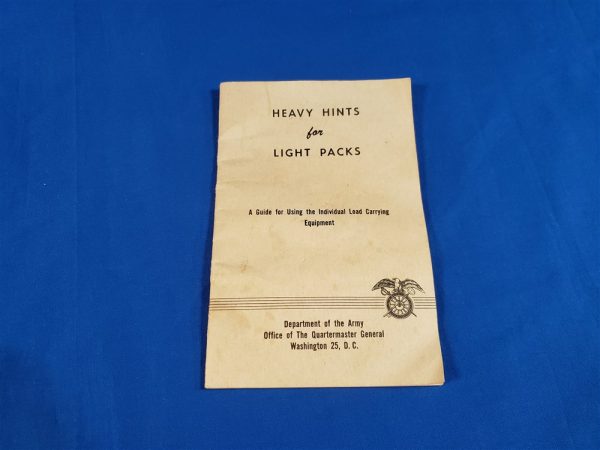 HEAVY HINTS
for
LIGHT PACKS
A Guide for Using the Individual Load Carrying
Equipment
Department of the Army
Office of The Quartermaster General
Washington 25, D. C.